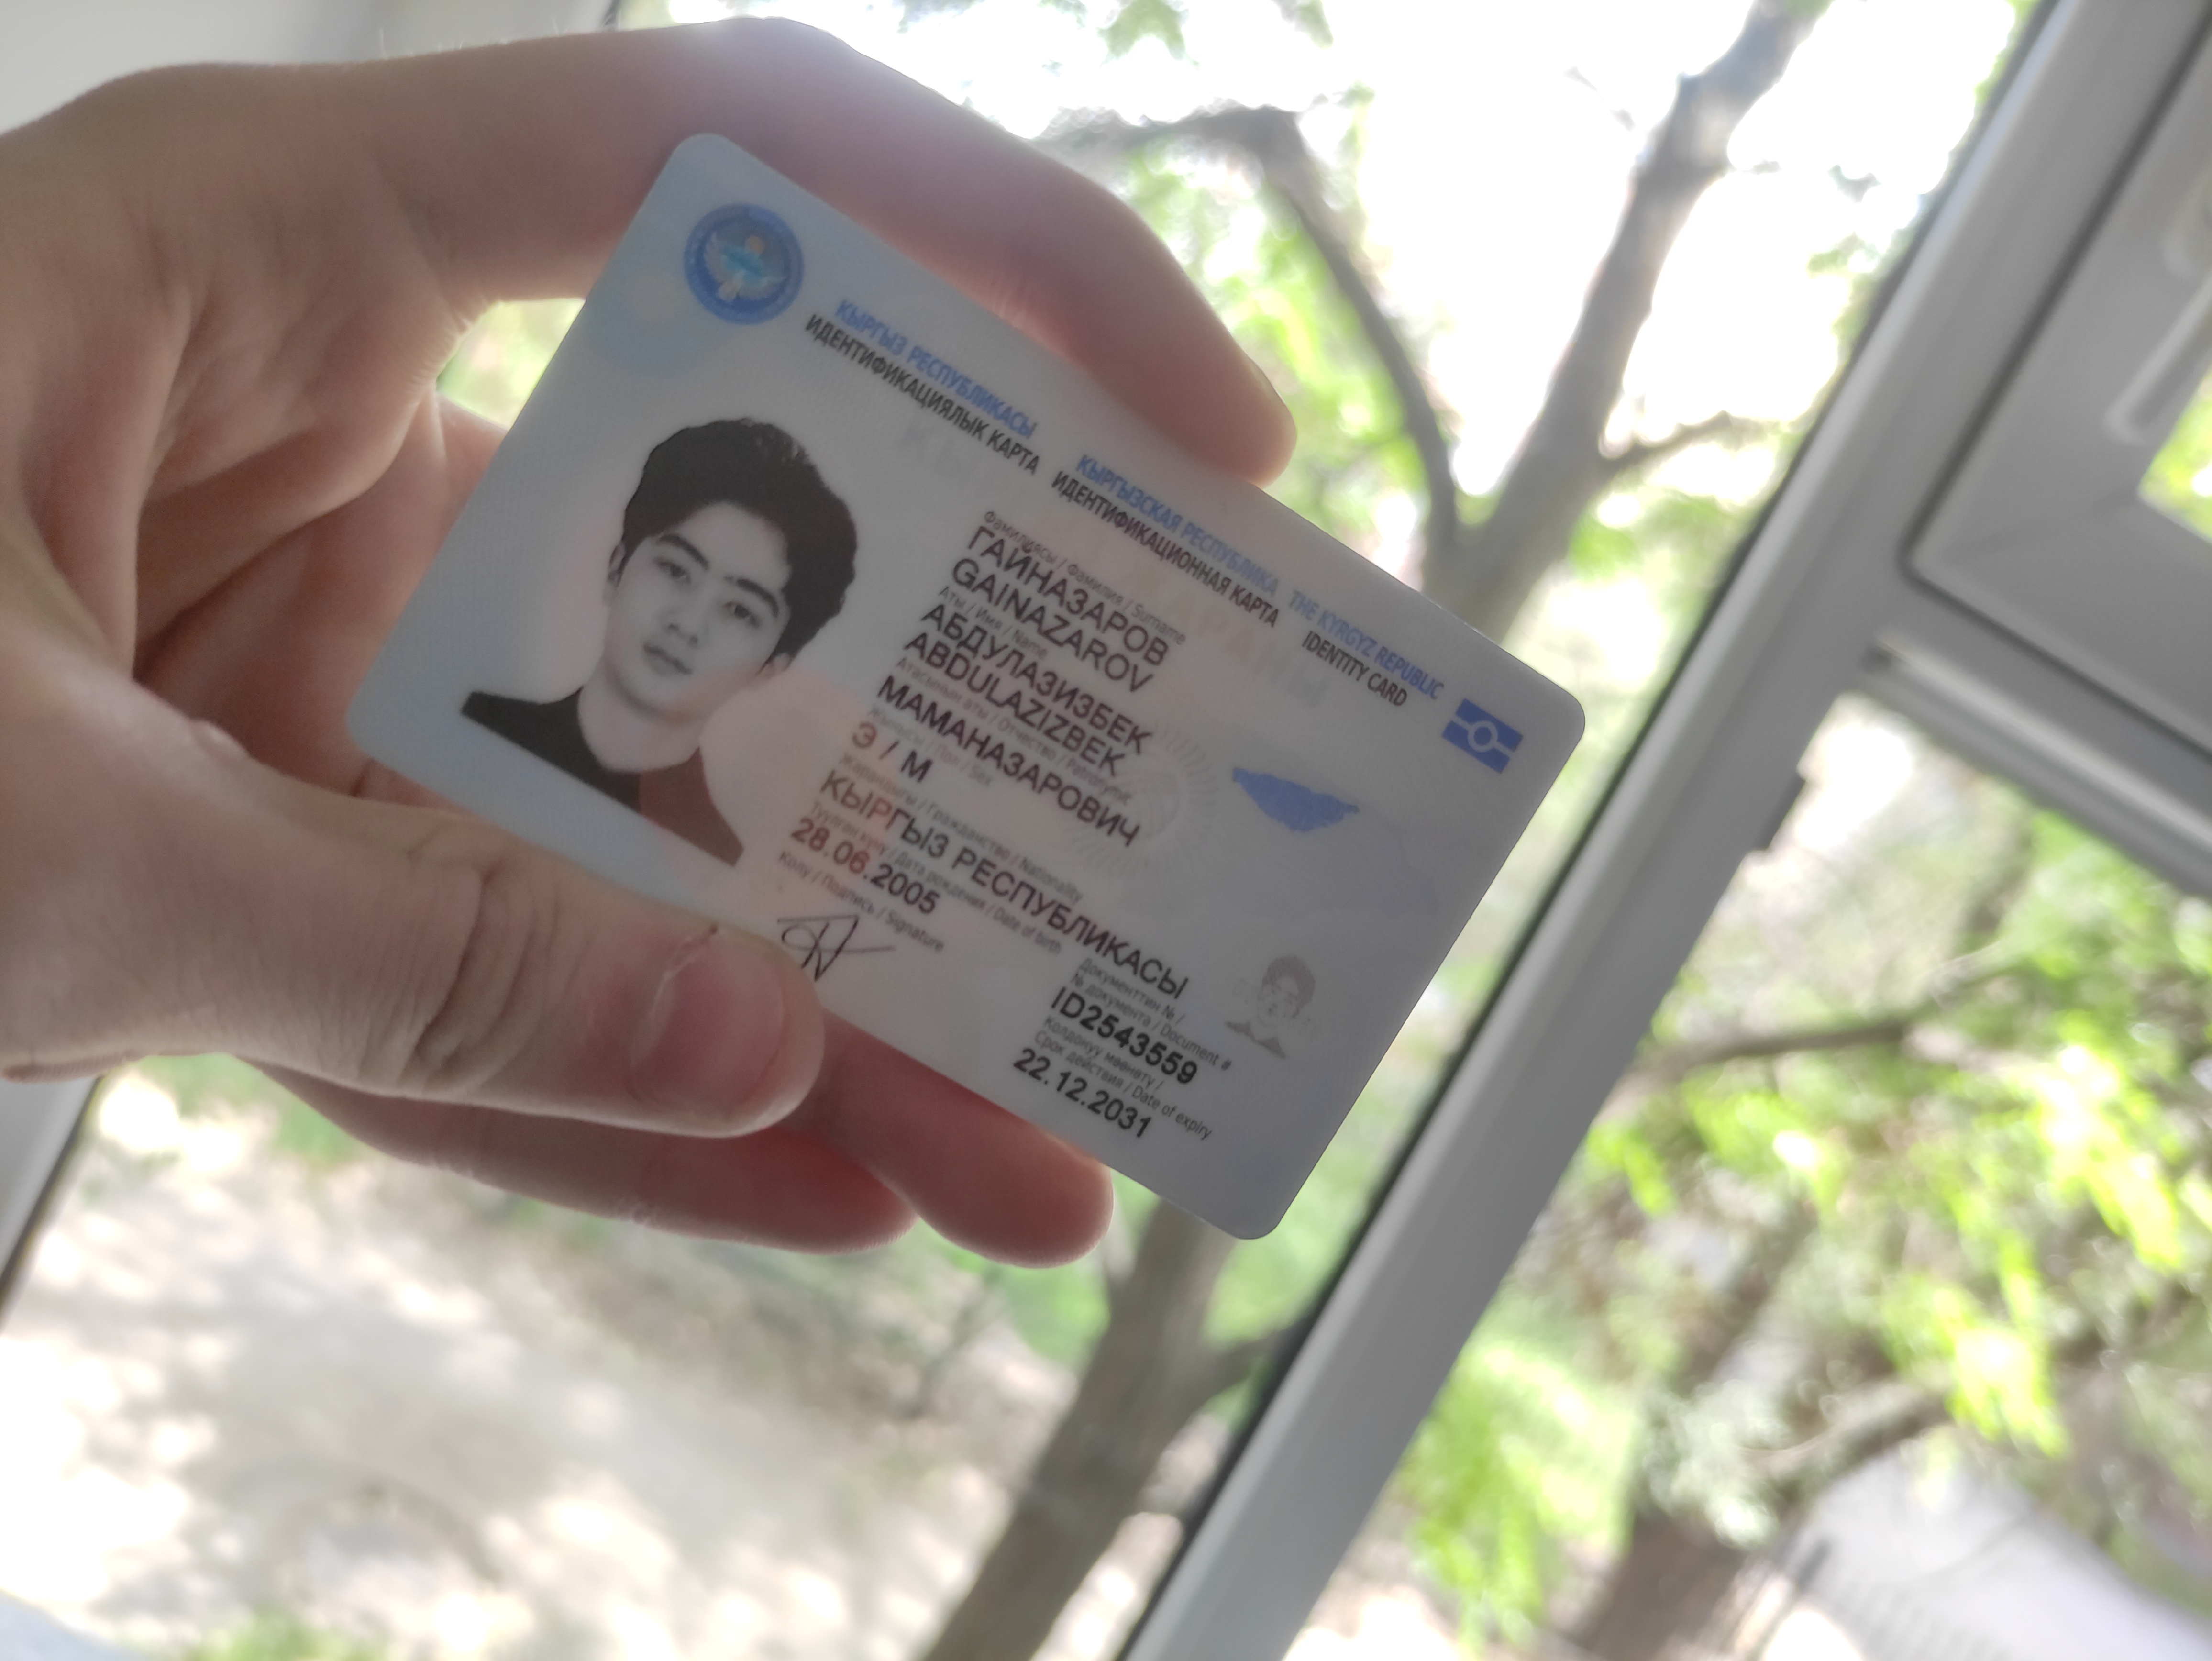 КЫРГЫЗ РЕСПУБЛИКАСЫ
ИДЕНТИФИКАЦИЯЛЫК КАРТА
КЫРГЫЗСКАЯ РЕСПУБЛИКА
ИДЕНТИФИКАЦИОННАЯ КАРТА
THE KYRGYZ REPUBLIC
IDENTITY CARD
Фамилиясы / Фамилия / Surname
ГАЙНАЗАРОВ
GAINAZAROV
Аты / Имя / Name
АБДУЛАЗИЗБЕК
ABDULAZIZBEK
Атасынын аты / Отчество / Patronymic
МАМАНАЗАРОВИЧ
Жынысы / Пол / Sex
Э / М
Жарандыгы / Гражданство / Nationality
КЫРГЫЗ РЕСПУБЛИКАСЫ
Туулган күнү / Дата рождения / Date of birth
28.06.2005
Колу / Подпись / Signature
Документтин № /
№ документа / Document #
ID2543559
Колдонуу мөөнөтү /
Срок действия / Date of expiry
22.12.2031